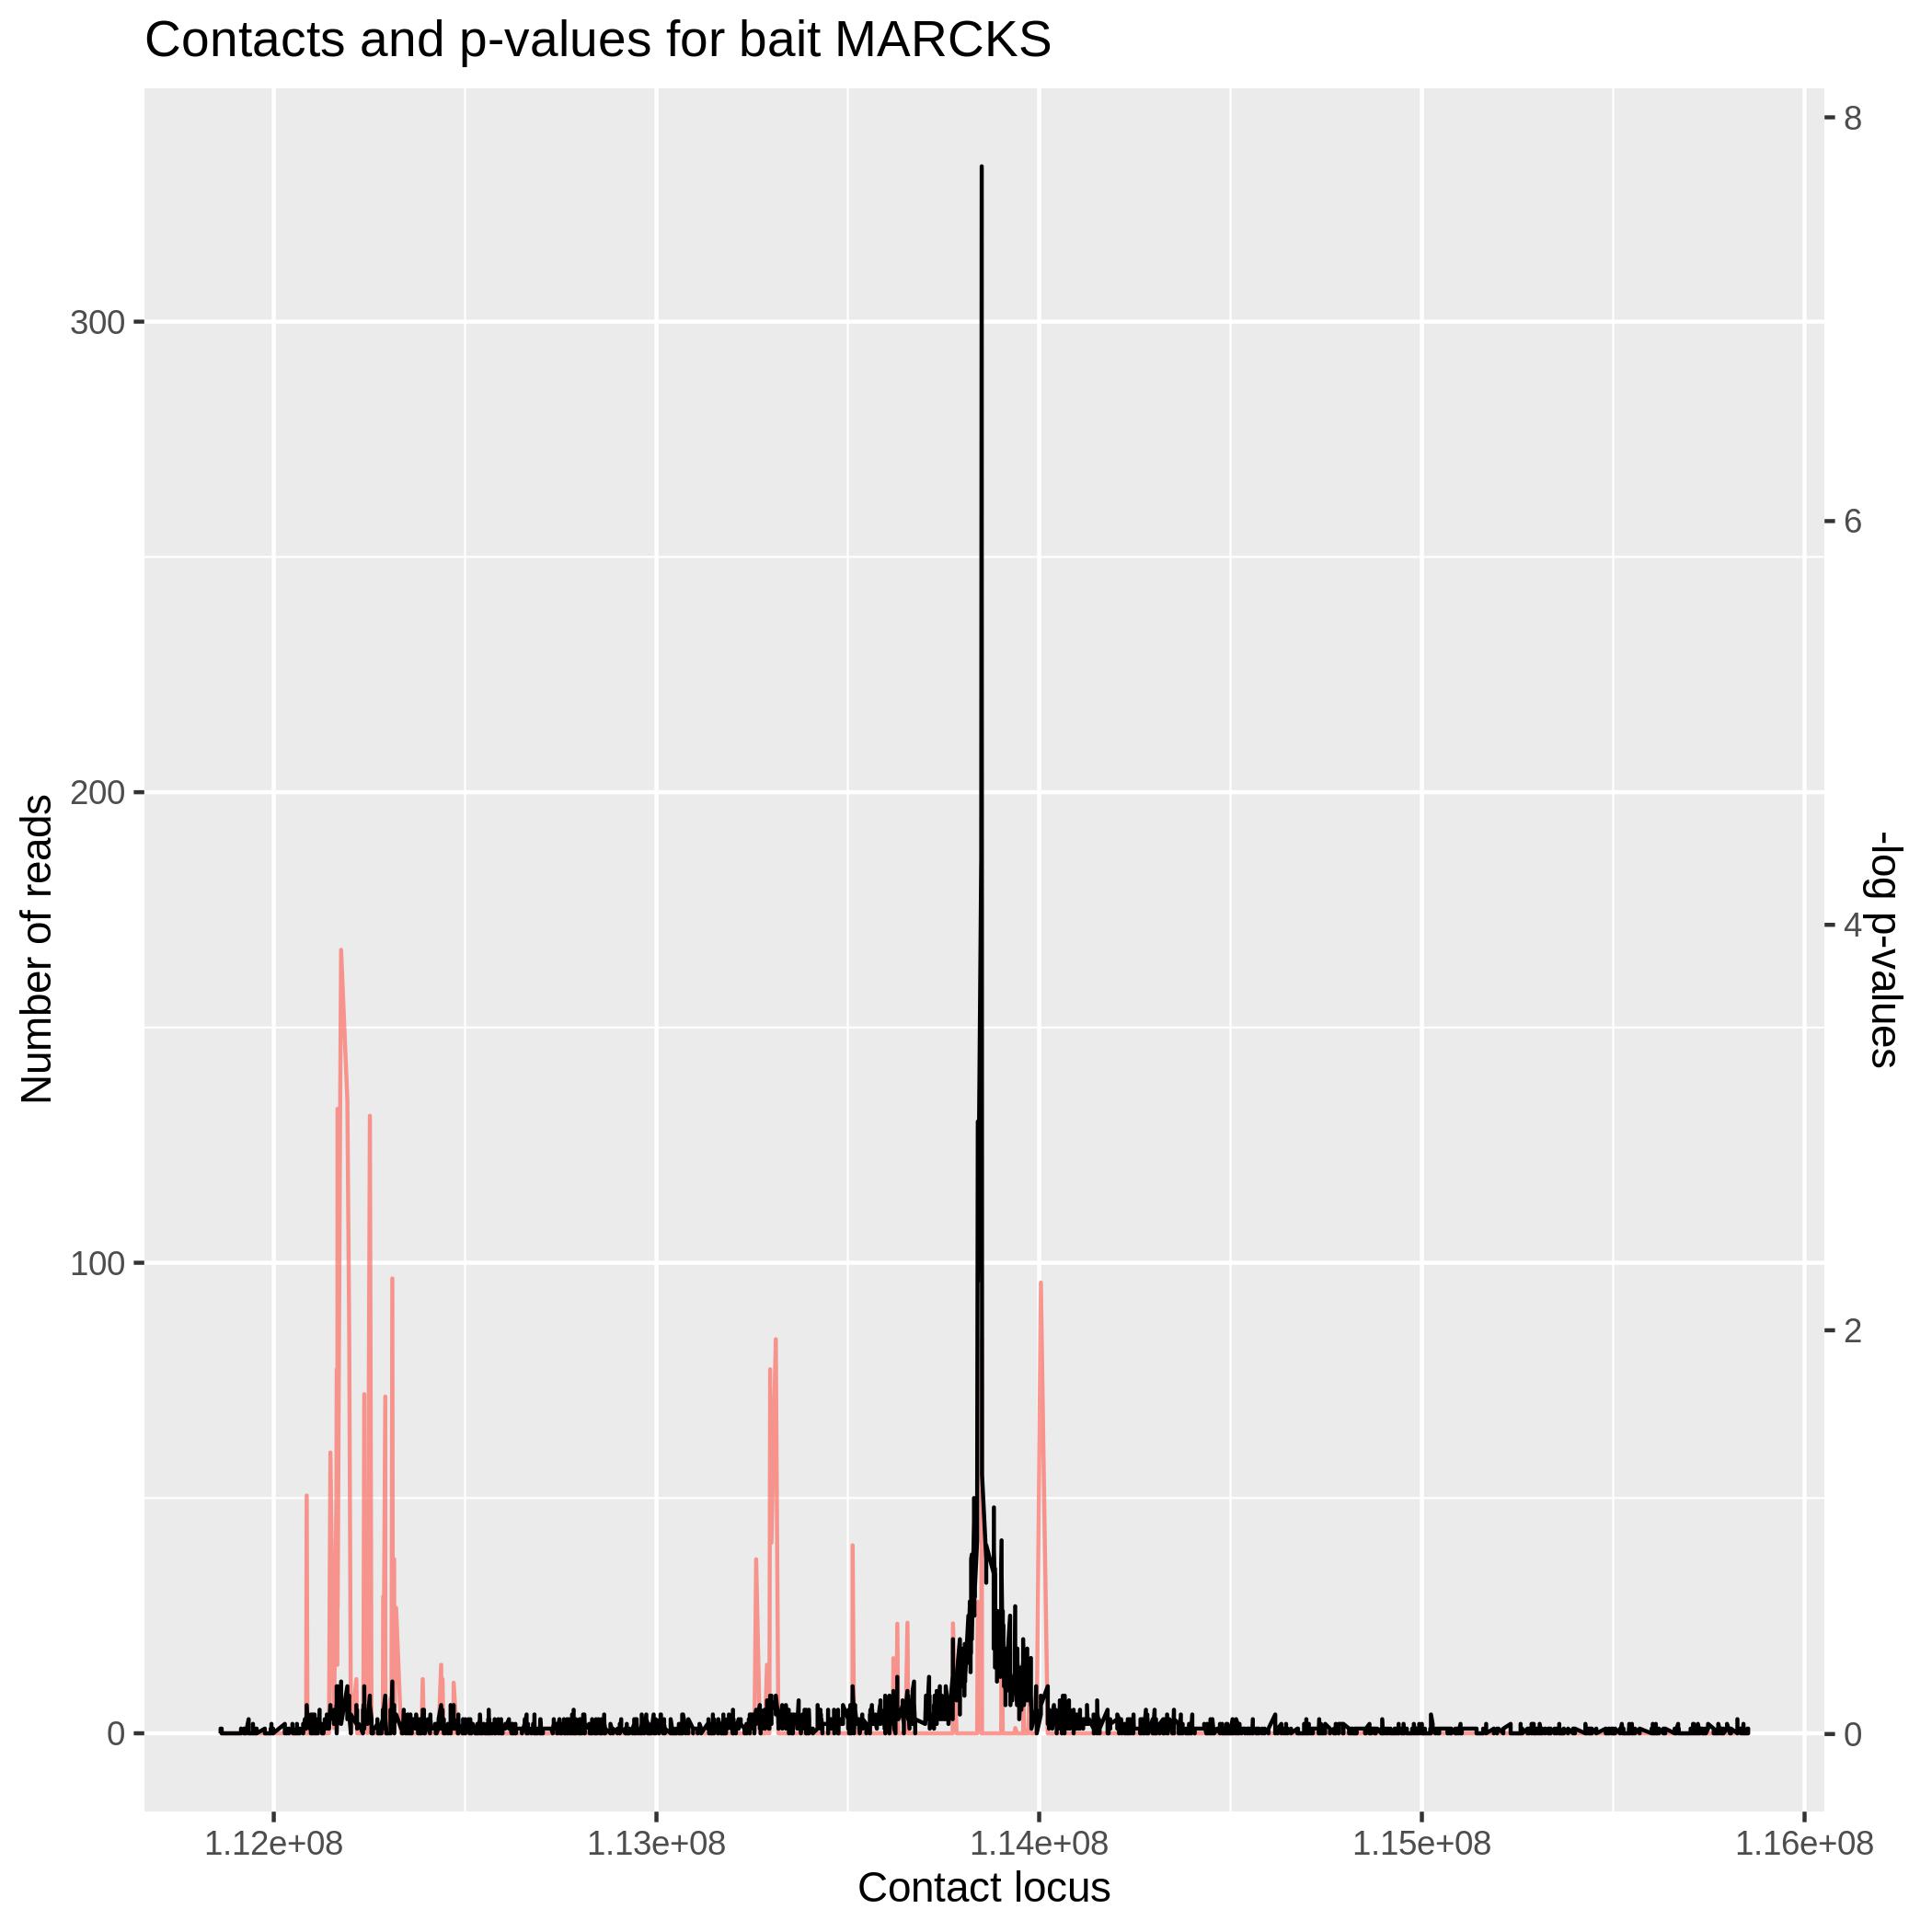 Contacts and p-values for bait MARCKS
Number of reads
300
200
100
0
8
6
4
2
0
-log p-values
1.12e+08 1.13e+08 1.14e+08 1.15e+08 1.16e+08
Contact locus